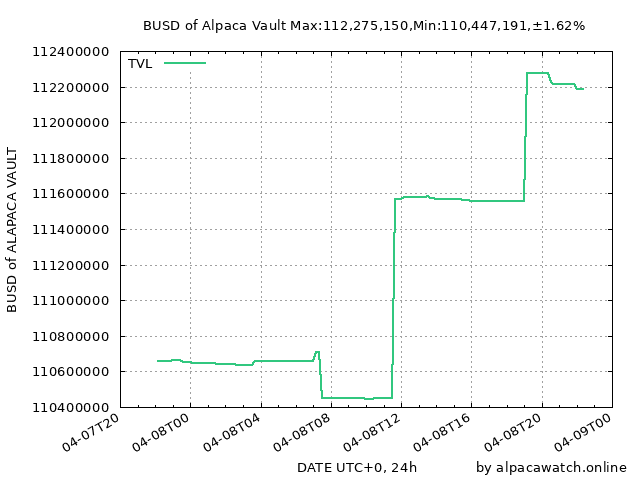 BUSD of Alpaca Vault Max:112,275,150,Min:110,447,191,±1.62%
TVL
112400000
112200000
112000000
111800000
111600000
111400000
111200000
111000000
110800000
110600000
110400000
BUSD of ALAPACA VAULT
04-07T20
04-08T00
04-08T04
04-08T08
04-08T12
04-08T16
04-08T20
04-09T00
DATE UTC+0, 24h
by alpacawatch.online